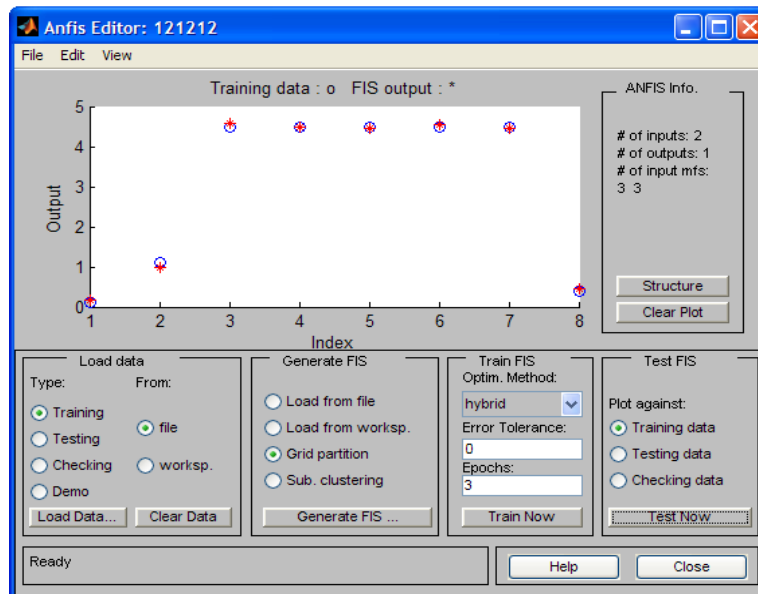 Anfis Editor: 121212
File Edit View
Training data : o FIS output : *
5
4
3
2
1
0
Output
1 2 3 4 5 6 7 8
Index
ANFIS Info.
# of inputs: 2
# of outputs: 1
# of input mfs:
3 3
Structure
Clear Plot
Load data
Type: From:
Training
Testing
Checking
Demo
file
worksp.
Load Data... Clear Data
Generate FIS
Load from file
Load from worksp.
Grid partition
Sub. clustering
Generate FIS ...
Train FIS
Optim. Method:
hybrid
Error Tolerance:
0
Epochs:
3
Train Now
Test FIS
Plot against:
Training data
Testing data
Checking data
Test Now
Ready
Help Close